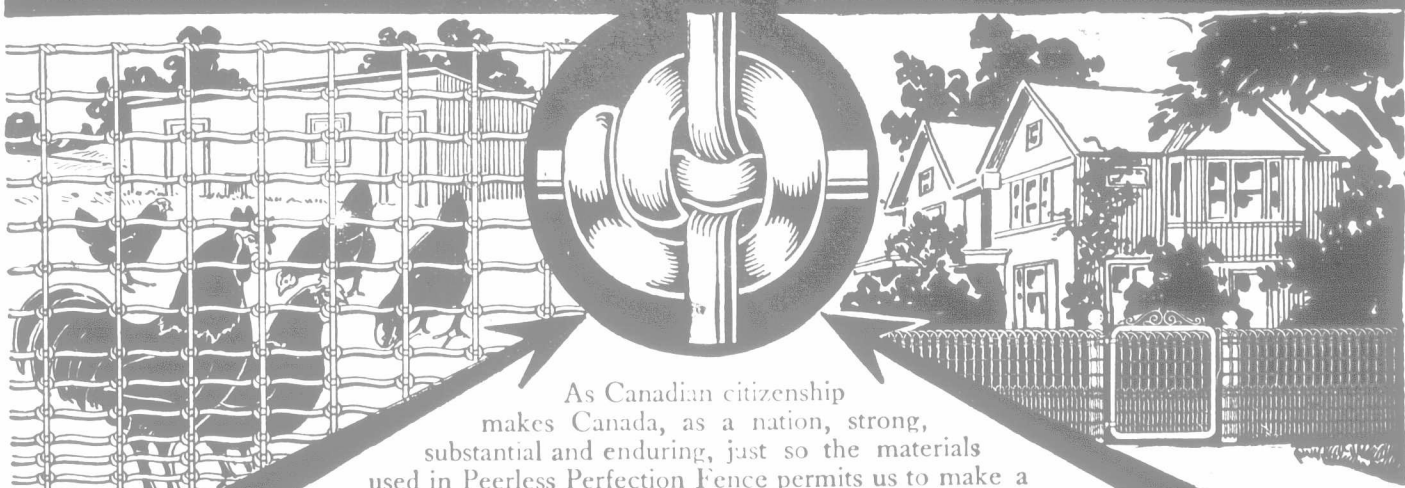 As Canadian citizenship
makes Canada, as a nation, strong,
substantial and enduring, just so the materials
used in Peerless Perfection Fence permits us to make a